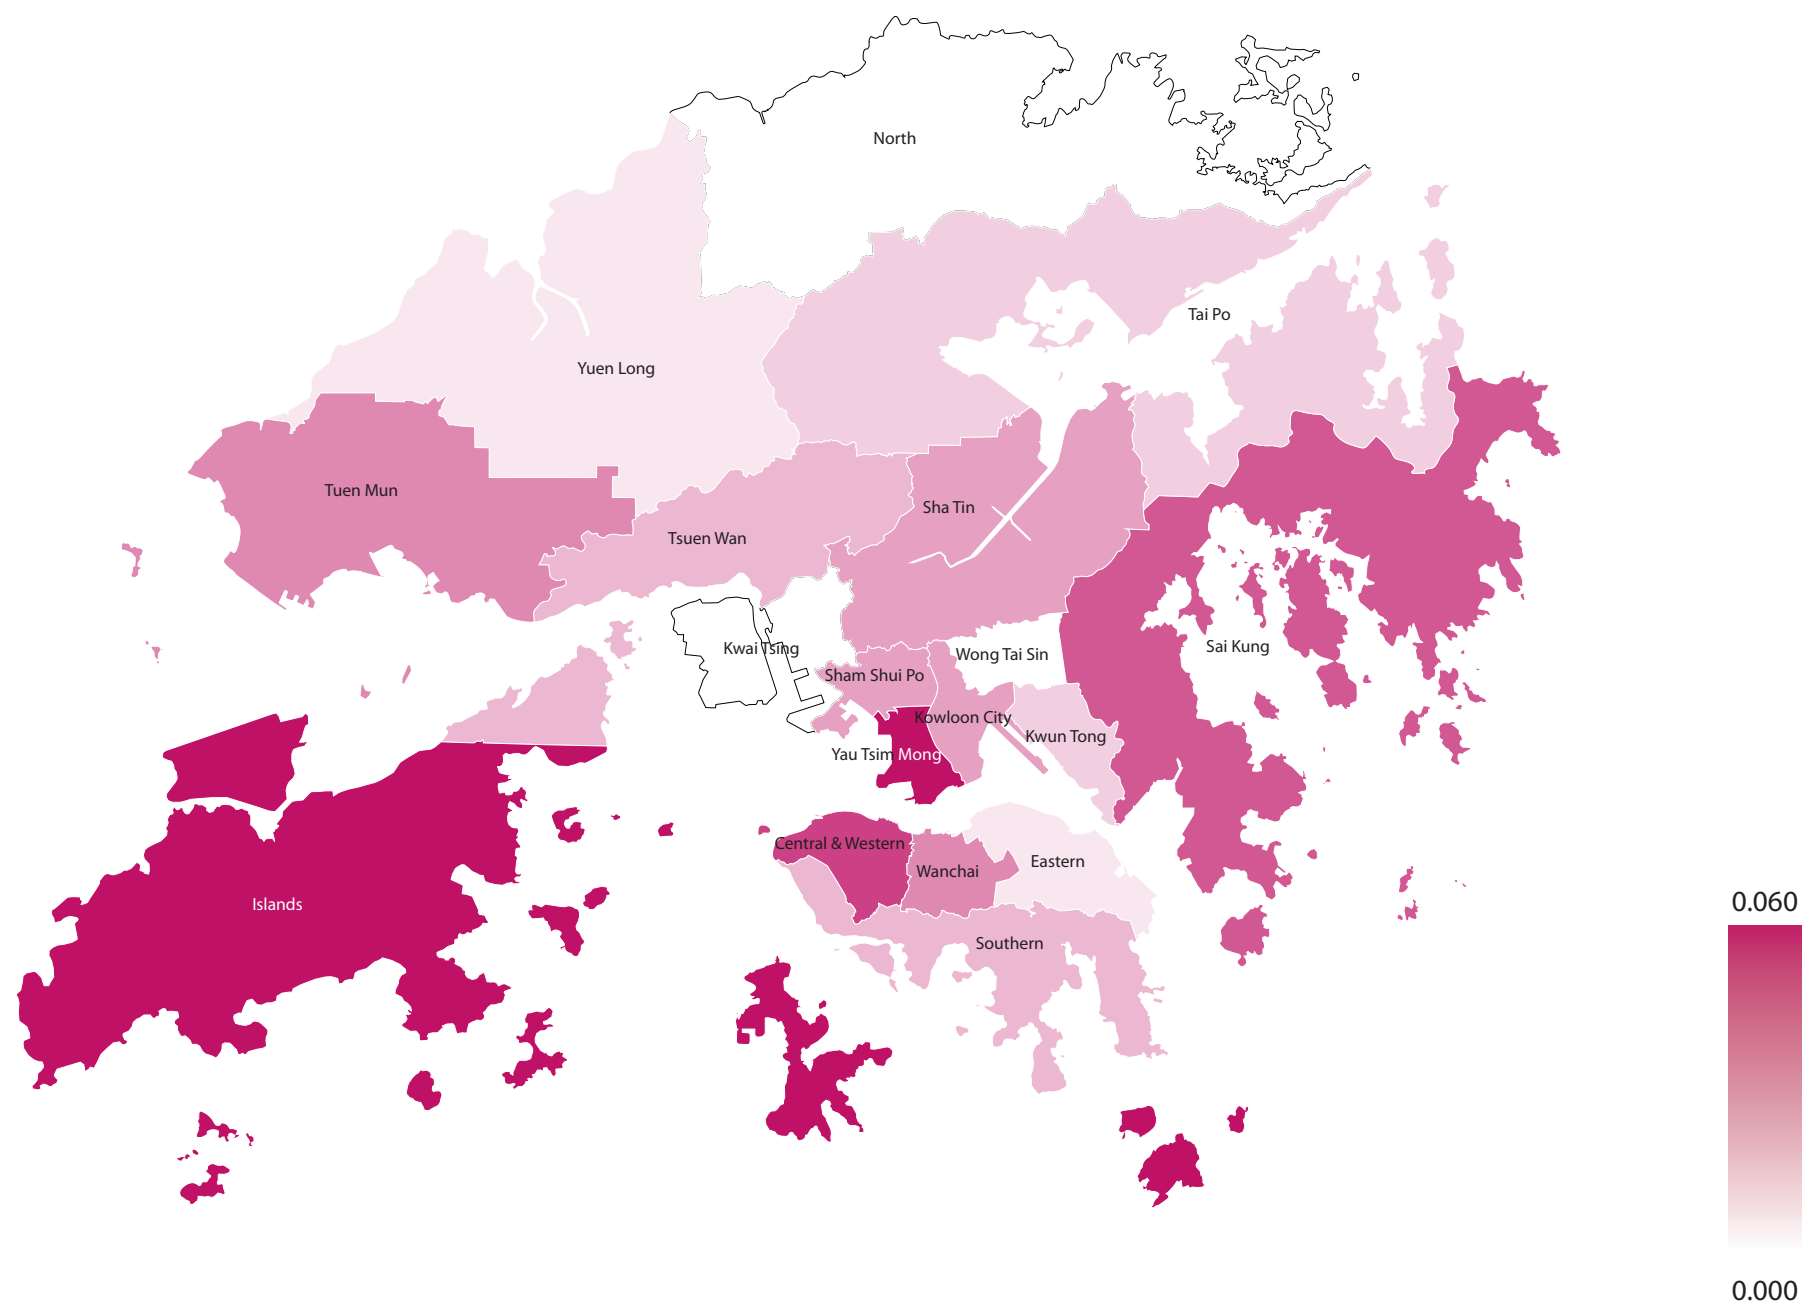 North
Tai Po
Yuen Long
Tuen Mun
Sha Tin
Tsuen Wan
Kwai Tsing
Wong Tai Sin
Sai Kung
Sham Shui Po
Kowloon City
Kwun Tong
Yau Tsim Mong
Central & Western
Eastern
Wanchai
Islands
Southern
0.060
0.000